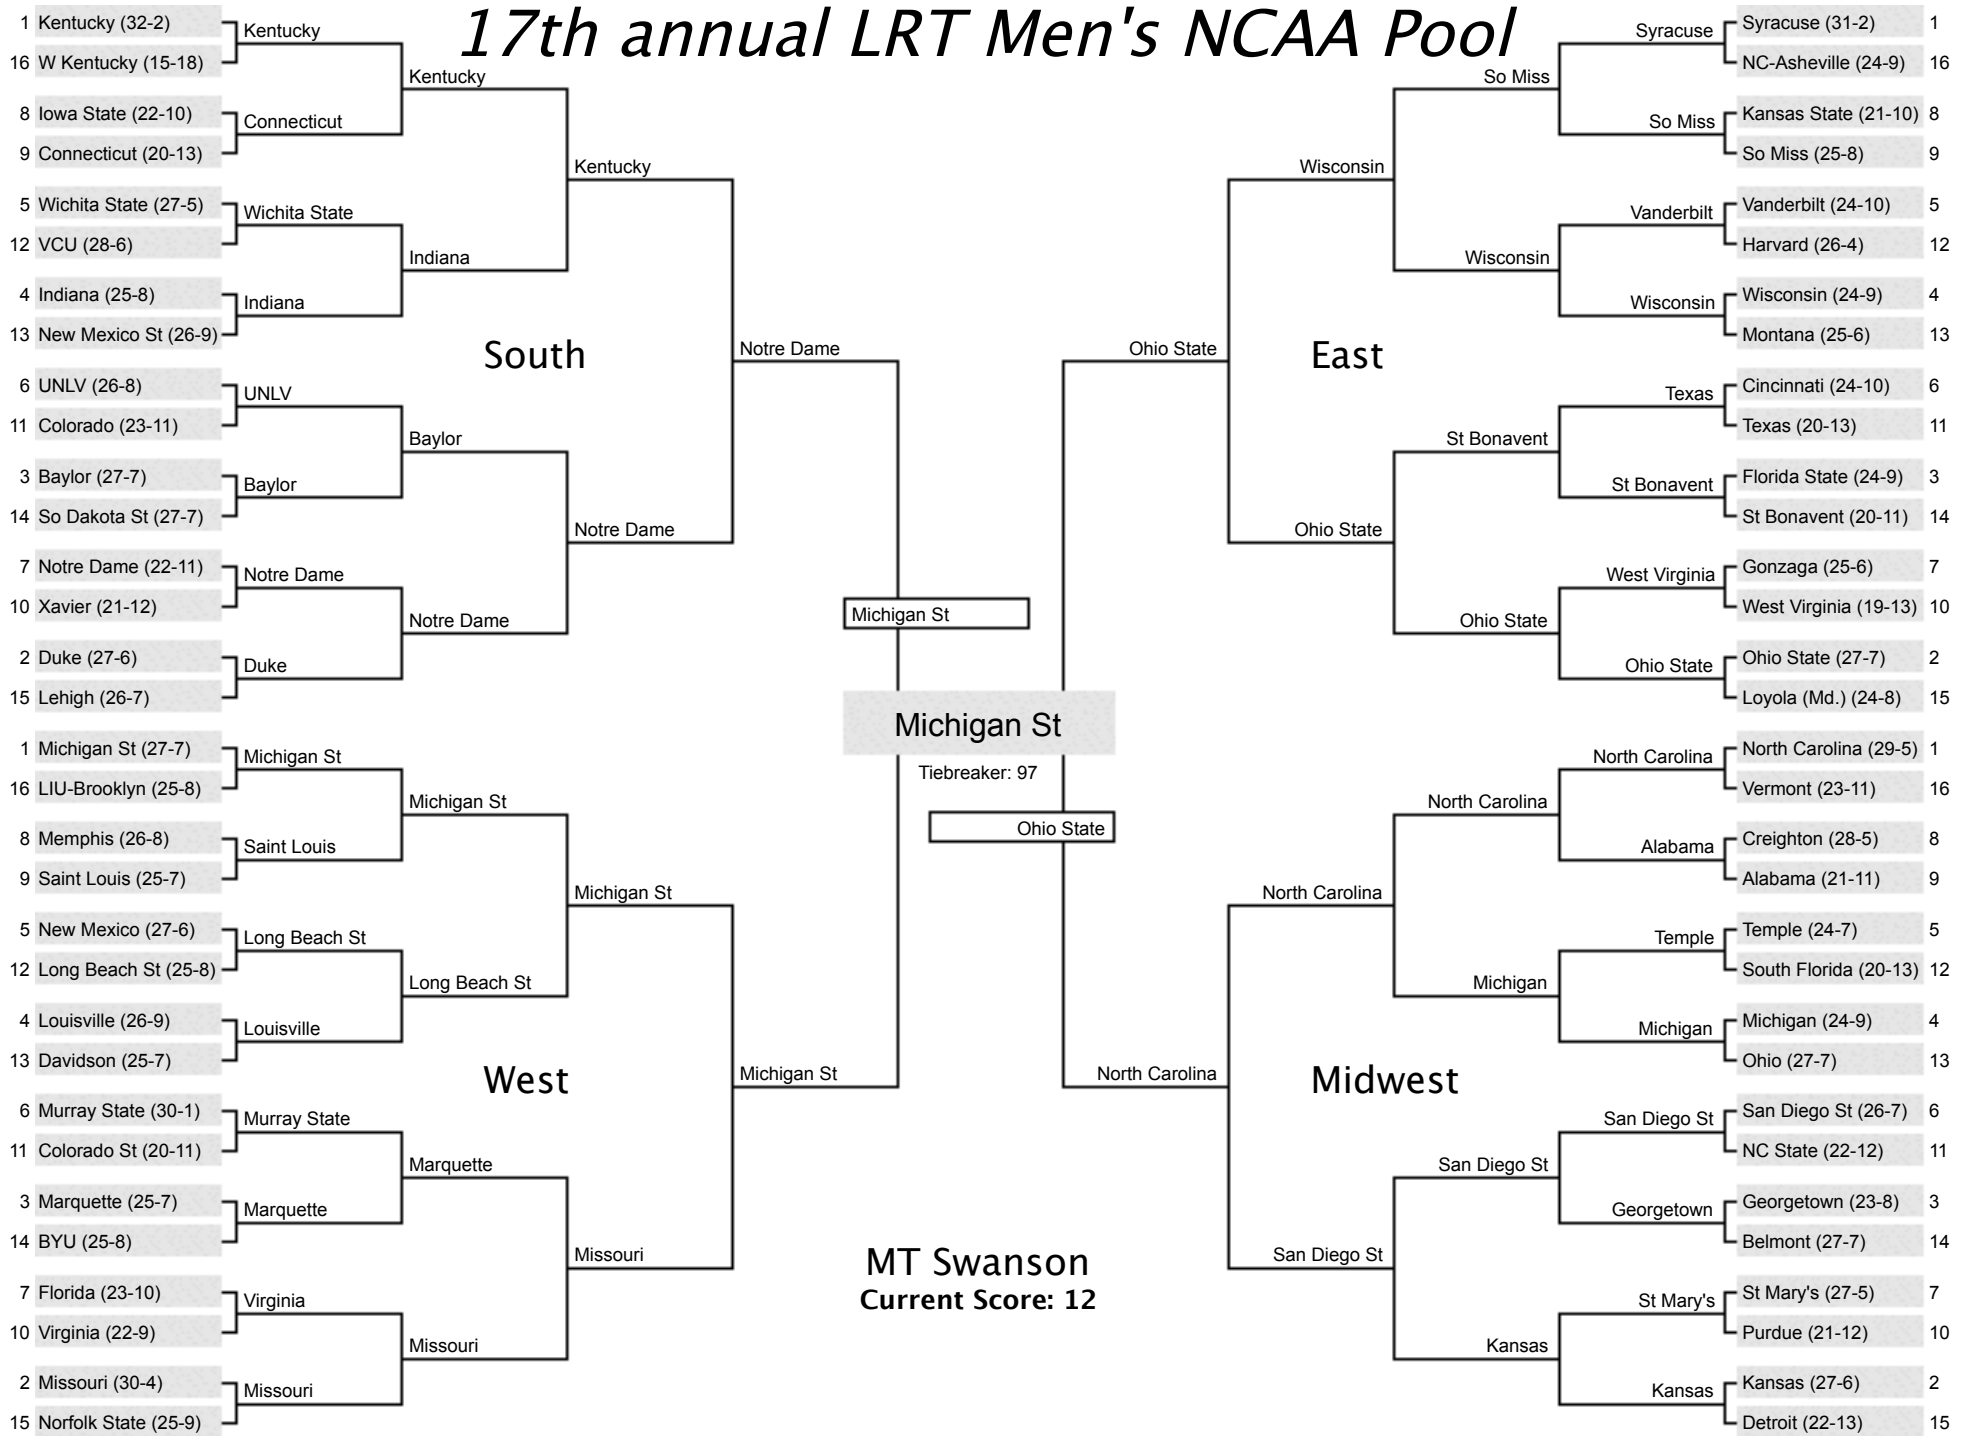 17th annual LRT Men's NCAA Pool
1 Kentucky (32-2)
16 W Kentucky (15-18)
8 Iowa State (22-10)
9 Connecticut (20-13)
5 Wichita State (27-5)
12 VCU (28-6)
4 Indiana (25-8)
13 New Mexico St (26-9)
6 UNLV (26-8)
11 Colorado (23-11)
3 Baylor (27-7)
14 So Dakota St (27-7)
7 Notre Dame (22-11)
10 Xavier (21-12)
2 Duke (27-6)
15 Lehigh (26-7)
Kentucky
Connecticut
Wichita State
Indiana
UNLV
Baylor
Notre Dame
Duke
Kentucky
Indiana
Baylor
Notre Dame
Kentucky
Notre Dame
South
Notre Dame
1 Michigan St (27-7)
16 LIU-Brooklyn (25-8)
8 Memphis (26-8)
9 Saint Louis (25-7)
5 New Mexico (27-6)
12 Long Beach St (25-8)
4 Louisville (26-9)
13 Davidson (25-7)
6 Murray State (30-1)
11 Colorado St (20-11)
3 Marquette (25-7)
14 BYU (25-8)
7 Florida (23-10)
10 Virginia (22-9)
2 Missouri (30-4)
15 Norfolk State (25-9)
Michigan St
Saint Louis
Long Beach St
Louisville
Murray State
Marquette
Virginia
Missouri
Michigan St
Long Beach St
Marquette
Missouri
Michigan St
Missouri
West
Michigan St
Michigan St
Michigan St
Tiebreaker: 97
Ohio State
MT Swanson
Current Score: 12
Ohio State
East
Wisconsin
Ohio State
So Miss
Wisconsin
St Bonavent
Ohio State
Syracuse
So Miss
Vanderbilt
Wisconsin
Texas
St Bonavent
West Virginia
Ohio State
Syracuse (31-2) 1
NC-Asheville (24-9) 16
Kansas State (21-10) 8
So Miss (25-8) 9
Vanderbilt (24-10) 5
Harvard (26-4) 12
Wisconsin (24-9) 4
Montana (25-6) 13
Cincinnati (24-10) 6
Texas (20-13) 11
Florida State (24-9) 3
St Bonavent (20-11) 14
Gonzaga (25-6) 7
West Virginia (19-13) 10
Ohio State (27-7) 2
Loyola (Md.) (24-8) 15
North Carolina
Midwest
North Carolina
San Diego St
North Carolina
Michigan
San Diego St
Kansas
North Carolina
Alabama
Temple
Michigan
San Diego St
Georgetown
St Mary's
Kansas
North Carolina (29-5) 1
Vermont (23-11) 16
Creighton (28-5) 8
Alabama (21-11) 9
Temple (24-7) 5
South Florida (20-13) 12
Michigan (24-9) 4
Ohio (27-7) 13
San Diego St (26-7) 6
NC State (22-12) 11
Georgetown (23-8) 3
Belmont (27-7) 14
St Mary's (27-5) 7
Purdue (21-12) 10
Kansas (27-6) 2
Detroit (22-13) 15